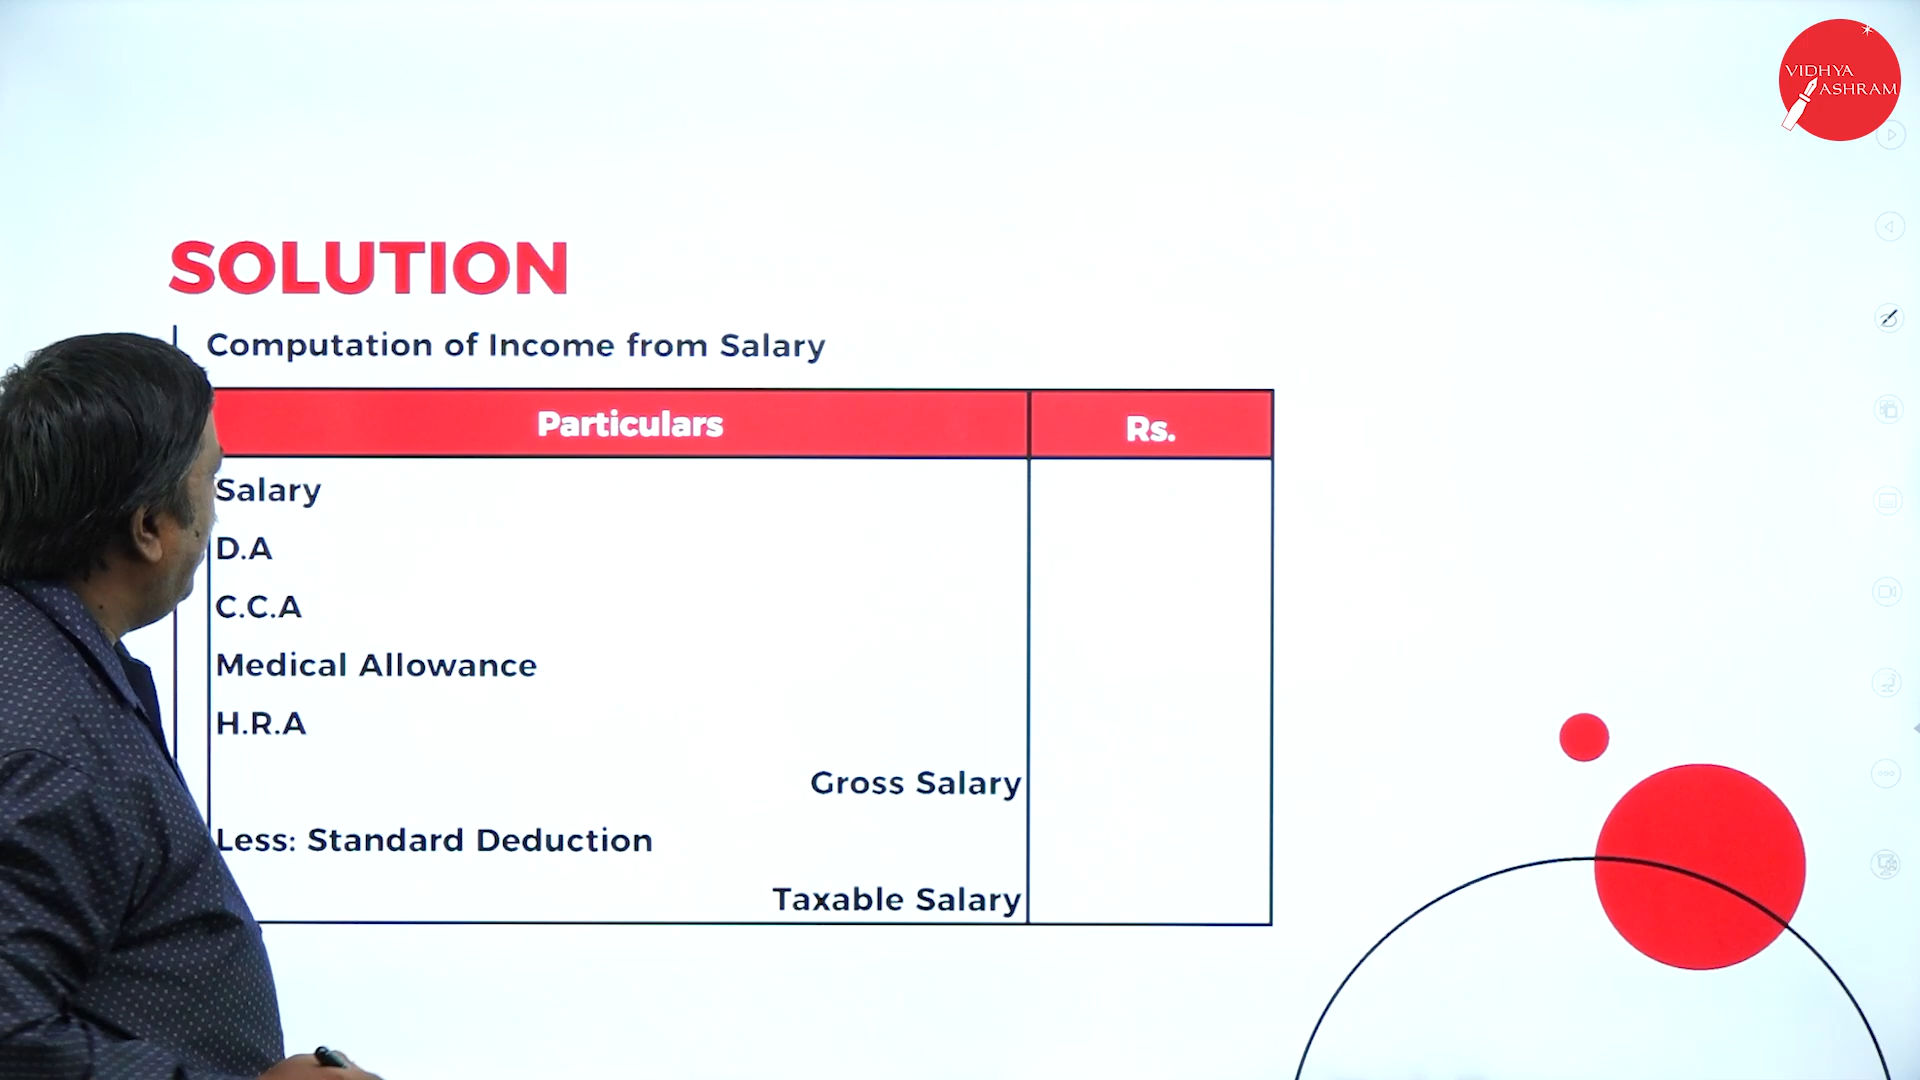 VIDHYA
ASHRAM
SOLUTION
Computation of Income from Salary
Particulars
Rs.
Salary
D.A
C.C.A
Medical Allowance
H.R.A
Gross Salary
Less: Standard Deduction
Taxable Salary